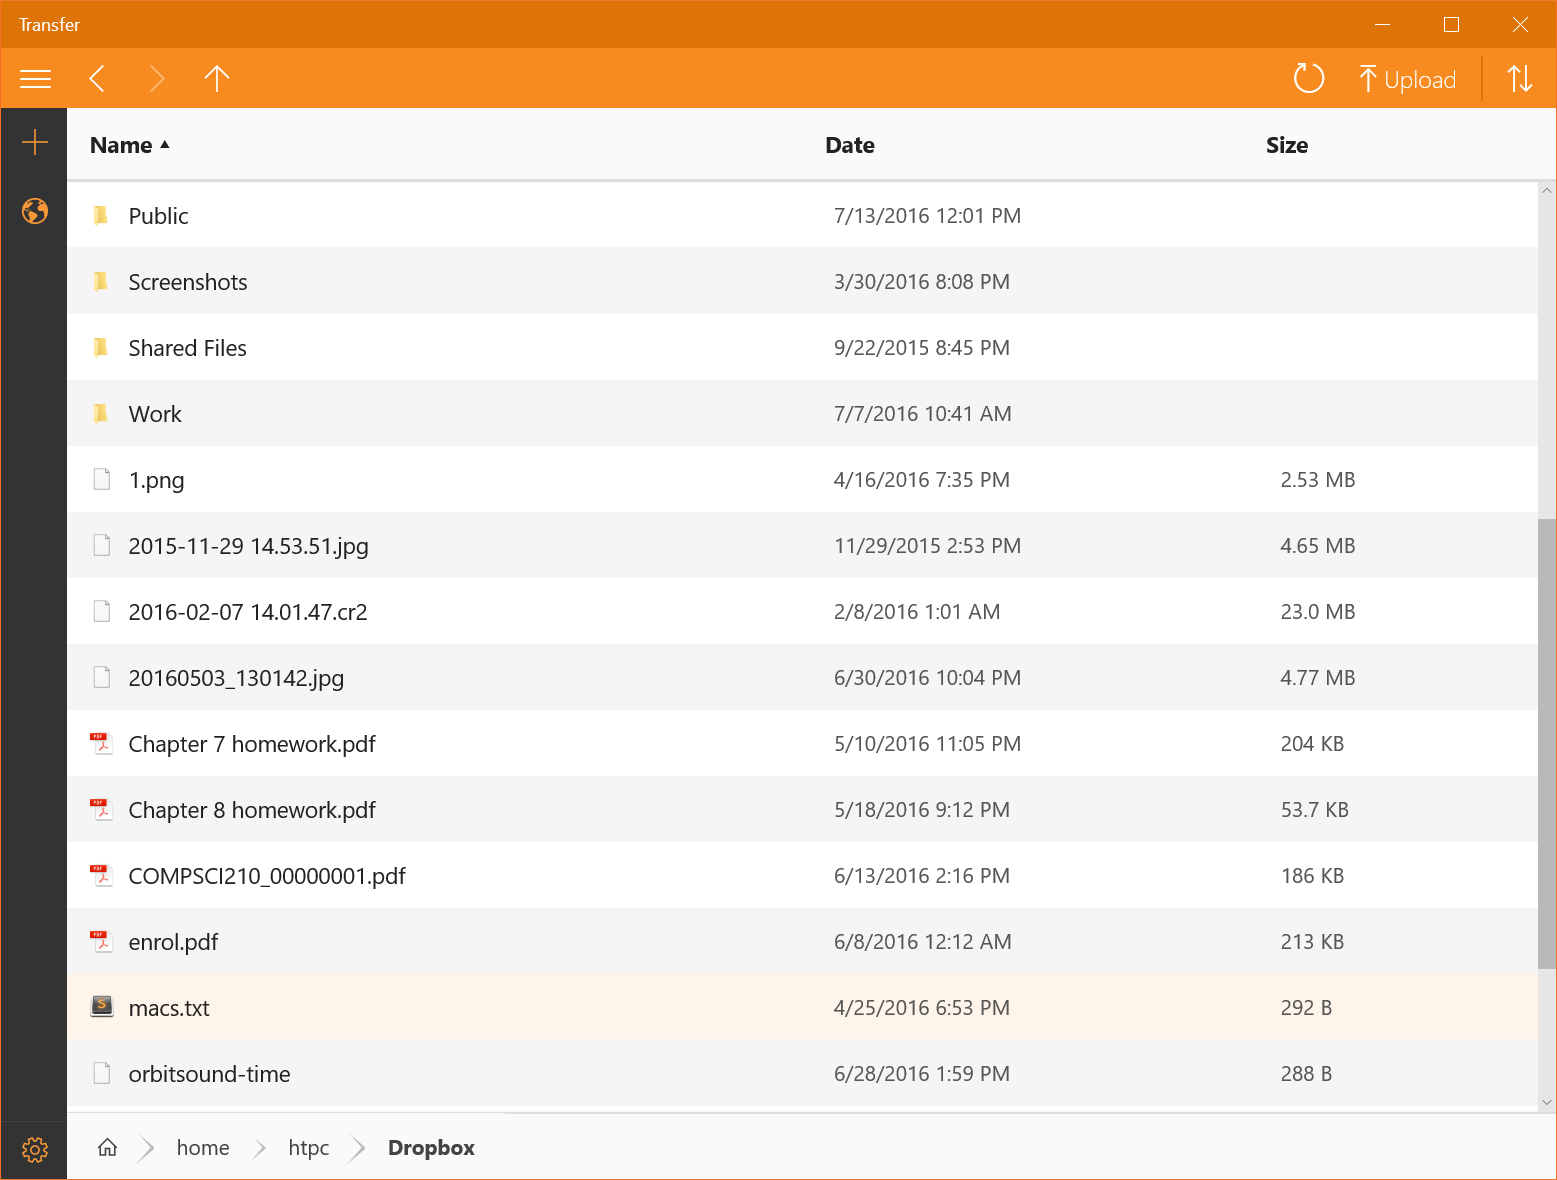 Transfer
Upload
Name Date Size
Public 7/13/2016 12:01 PM
Screenshots 3/30/2016 8:08 PM
Shared Files 9/22/2015 8:45 PM
Work 7/7/2016 10:41 AM
1.png 4/16/2016 7:35 PM 2.53 MB
2015-11-29 14.53.51.jpg 11/29/2015 2:53 PM 4.65 MB
2016-02-07 14.01.47.cr2 2/8/2016 1:01 AM 23.0 MB
20160503_130142.jpg 6/30/2016 10:04 PM 4.77 MB
PDF Chapter 7 homework.pdf 5/10/2016 11:05 PM 204 KB
PDF Chapter 8 homework.pdf 5/18/2016 9:12 PM 53.7 KB
PDF COMPSCI210_00000001.pdf 6/13/2016 2:16 PM 186 KB
PDF enrol.pdf 6/8/2016 12:12 AM 213 KB
S macs.txt 4/25/2016 6:53 PM 292 B
orbitsound-time 6/28/2016 1:59 PM 288 B
home htpc Dropbox